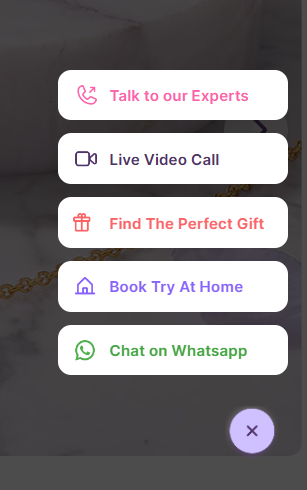 Talk to our Experts
Live Video Call
Find The Perfect Gift
Book Try At Home
Chat on Whatsapp